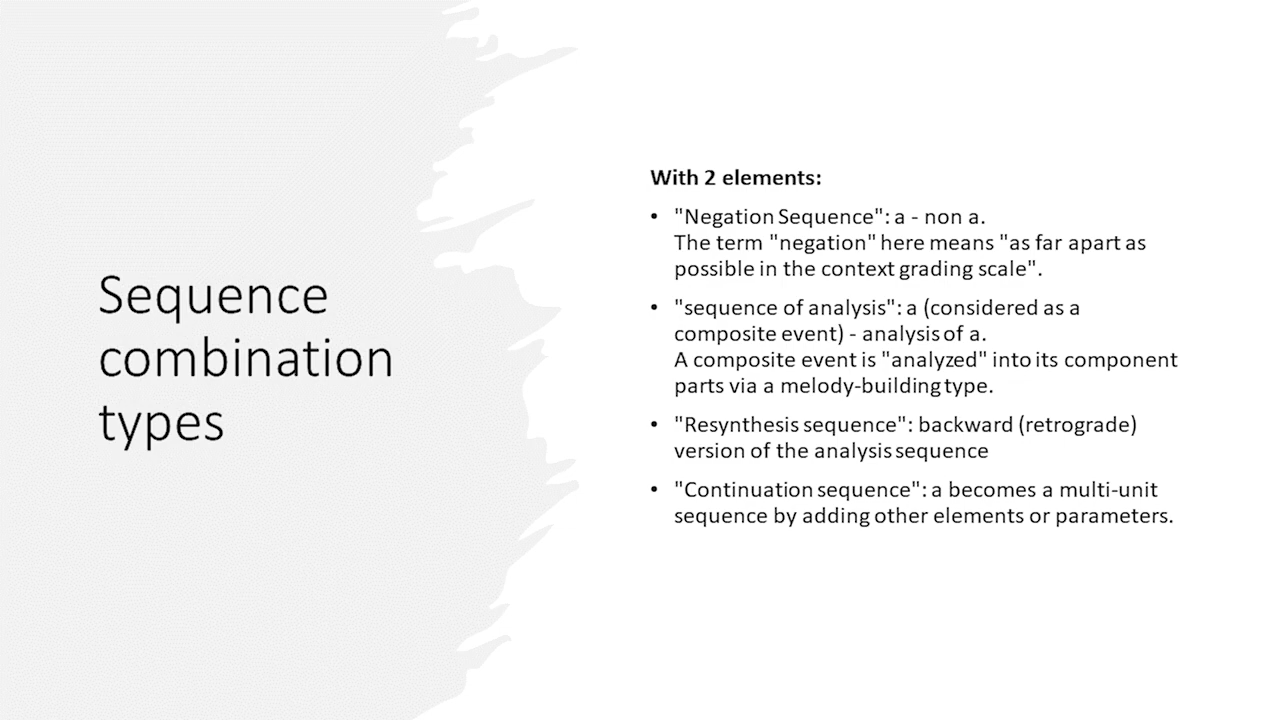 Sequence
combination
types
With 2 elements:
• "Negation Sequence": a - non a.
The term "negation" here means "as far apart as
possible in the context grading scale".
• "sequence of analysis": a (considered as a
composite event) - analysis of a.
A composite event is "analyzed" into its component
parts via a melody-building type.
• "Resynthesis sequence": backward (retrograde)
version of the analysis sequence
• "Continuation sequence": a becomes a multi-unit
sequence by adding other elements or parameters.